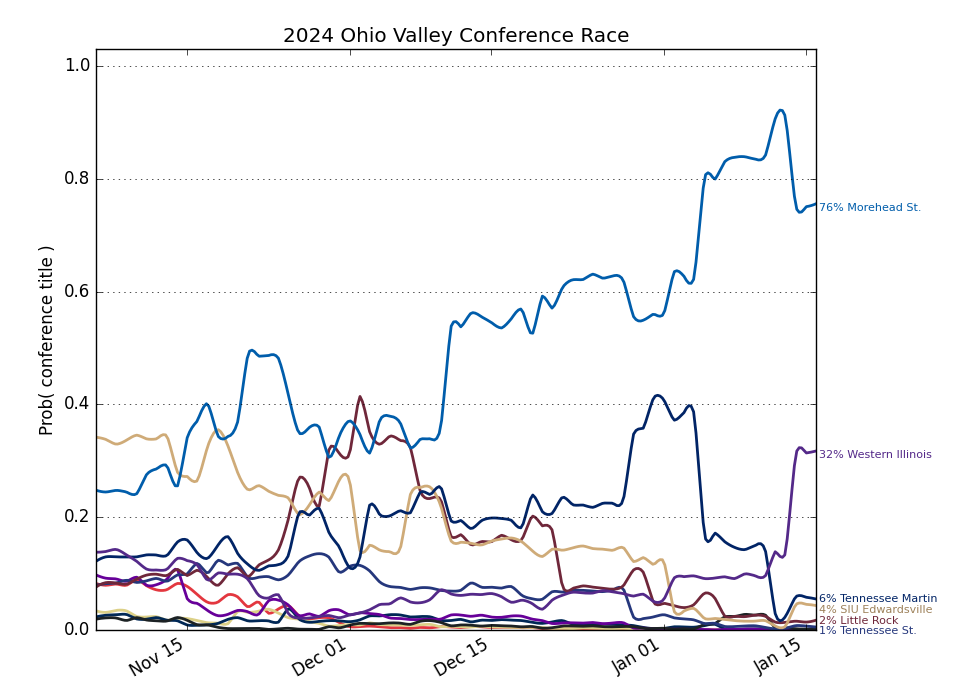 2024 Ohio Valley Conference Race
Prob( conference title )
1.0
0.8
0.6
0.4
0.2
0.0
Nov 15
Dec 01
Dec 15
Jan 01
Jan 15
76% Morehead St.
32% Western Illinois
6% Tennessee Martin
4% SIU Edwardsville
2% Little Rock
1% Tennessee St.